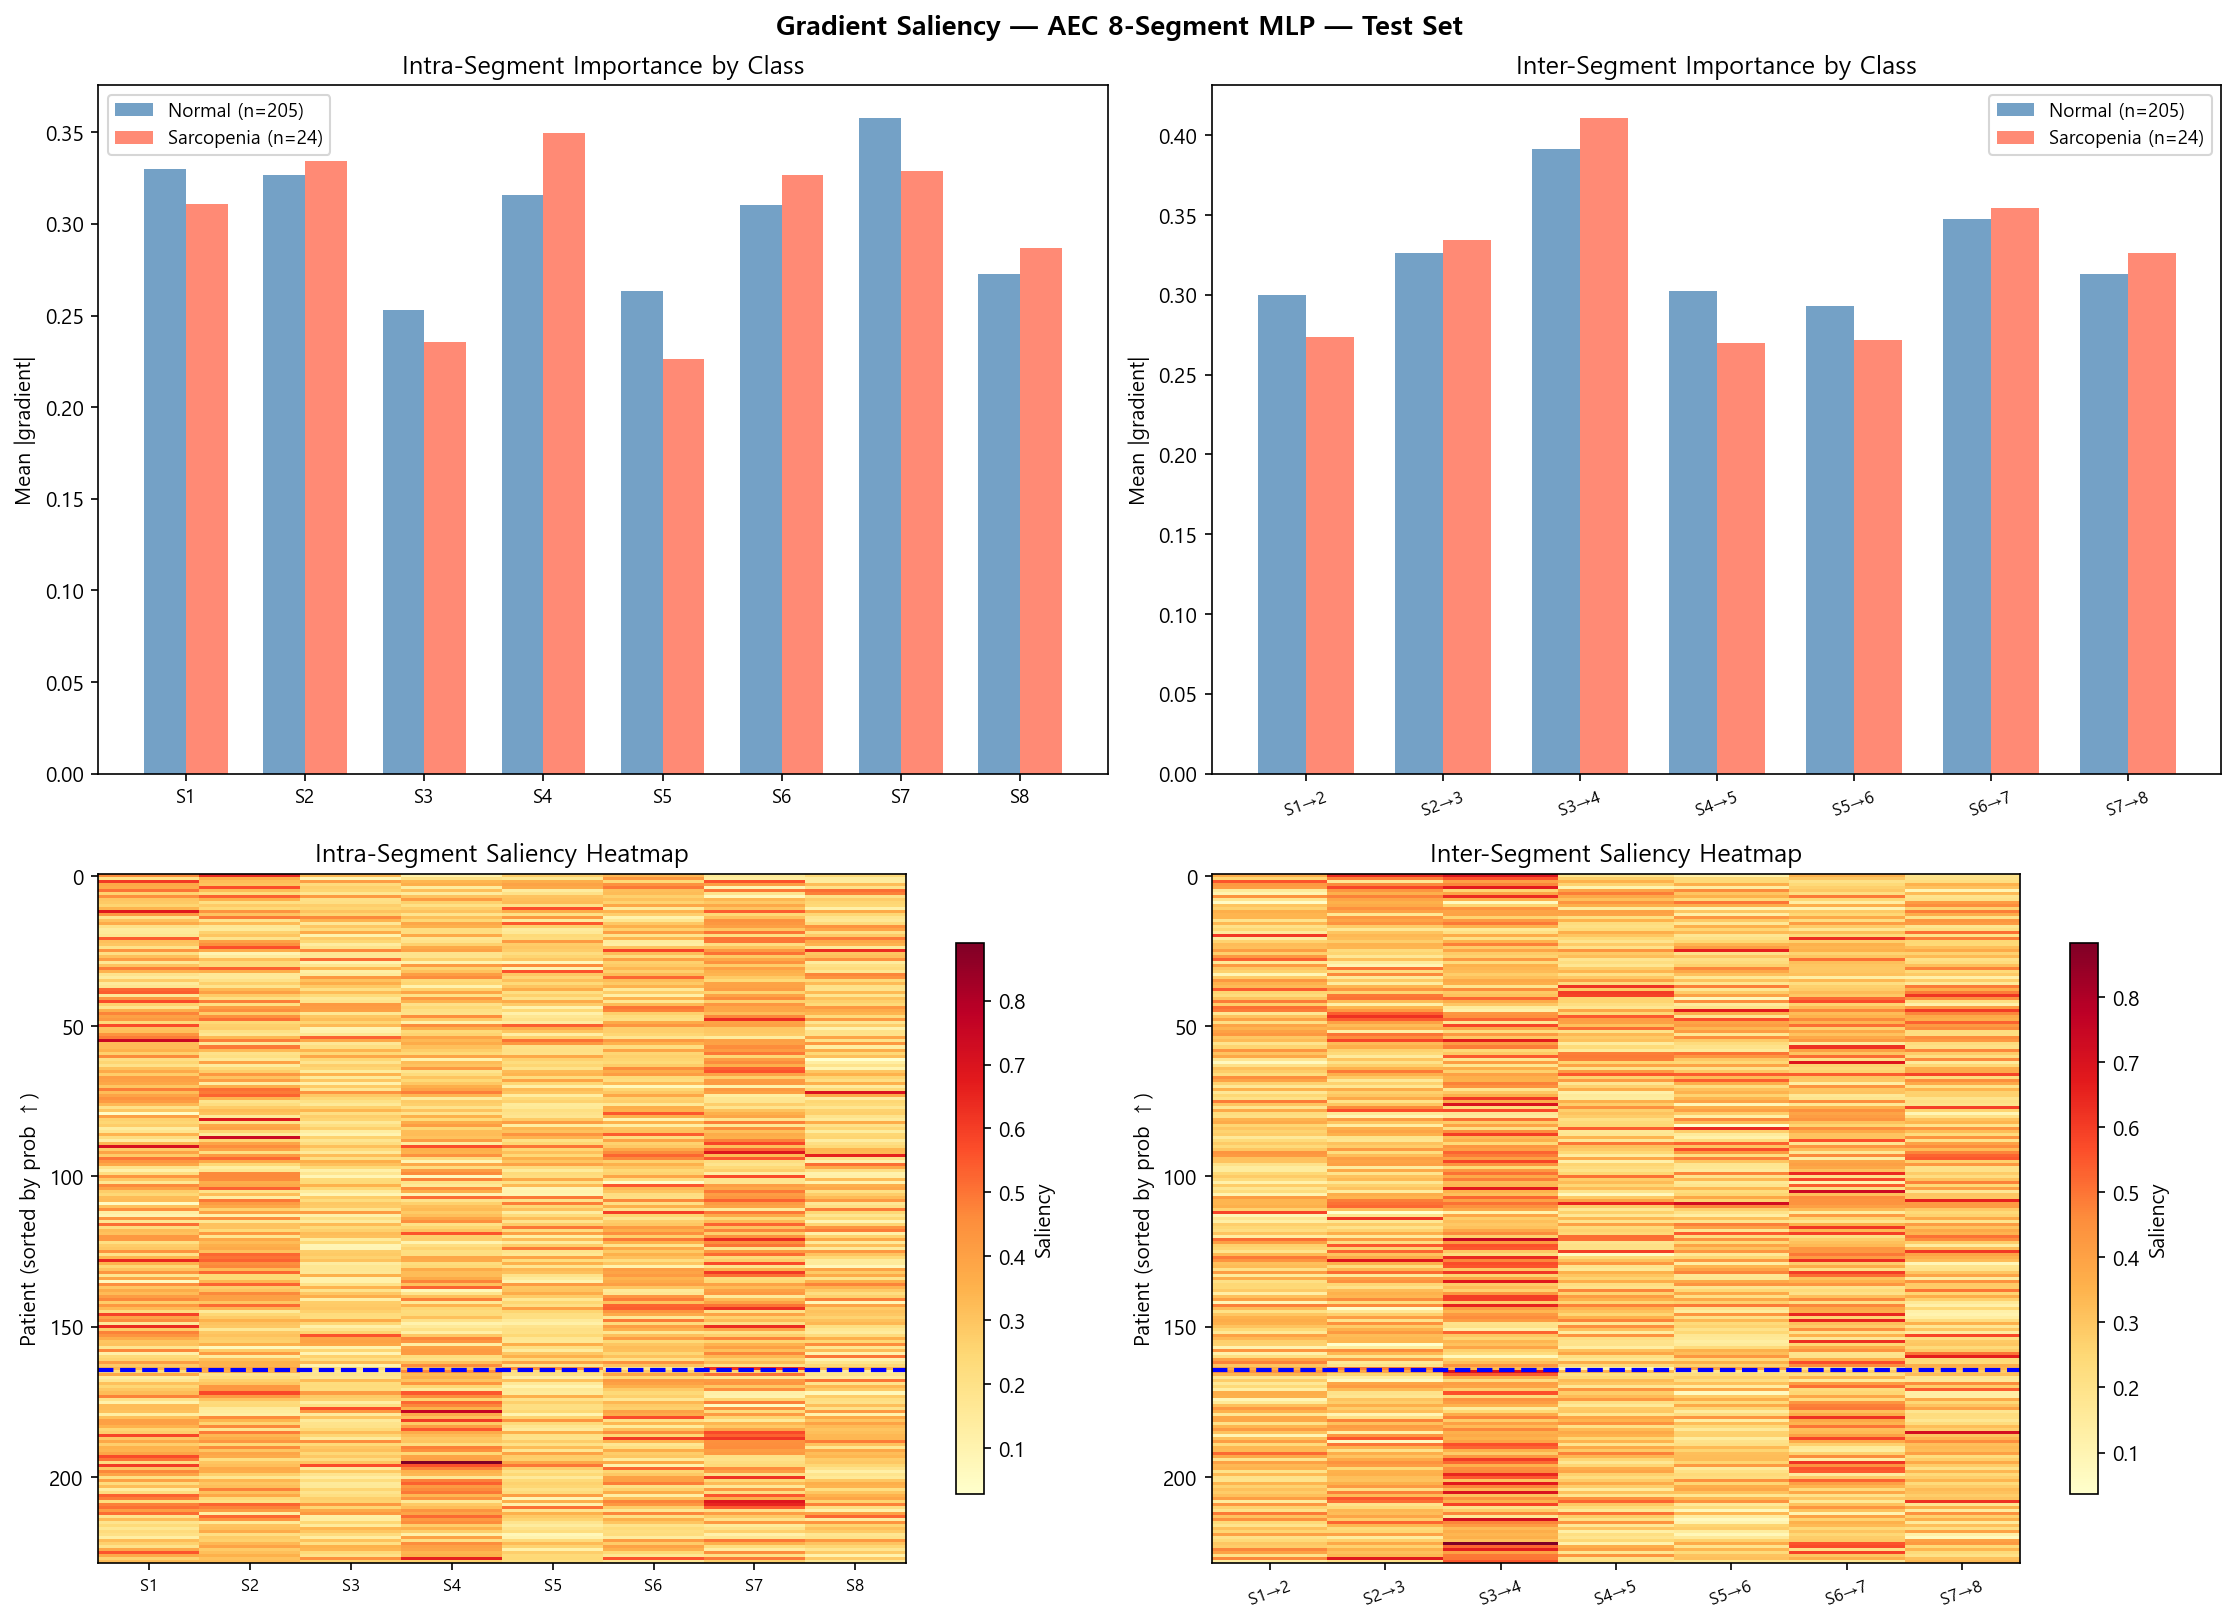 Gradient Saliency — AEC 8-Segment MLP — Test Set
Intra-Segment Importance by Class
Normal (n=205)
Sarcopenia (n=24)
Mean |gradient|
0.35
0.30
0.25
0.20
0.15
0.10
0.05
0.00
S1 S2 S3 S4 S5 S6 S7 S8
Inter-Segment Importance by Class
Normal (n=205)
Sarcopenia (n=24)
Mean |gradient|
0.40
0.35
0.30
0.25
0.20
0.15
0.10
0.05
0.00
S1→2 S2→3 S3→4 S4→5 S5→6 S6→7 S7→8
Intra-Segment Saliency Heatmap
Patient (sorted by prob ↑)
0
50
100
150
200
S1 S2 S3 S4 S5 S6 S7 S8
0.8
0.7
0.6
0.5
0.4
0.3
0.2
0.1
Saliency
Inter-Segment Saliency Heatmap
Patient (sorted by prob ↑)
0
50
100
150
200
S1→2 S2→3 S3→4 S4→5 S5→6 S6→7 S7→8
0.8
0.7
0.6
0.5
0.4
0.3
0.2
0.1
Saliency